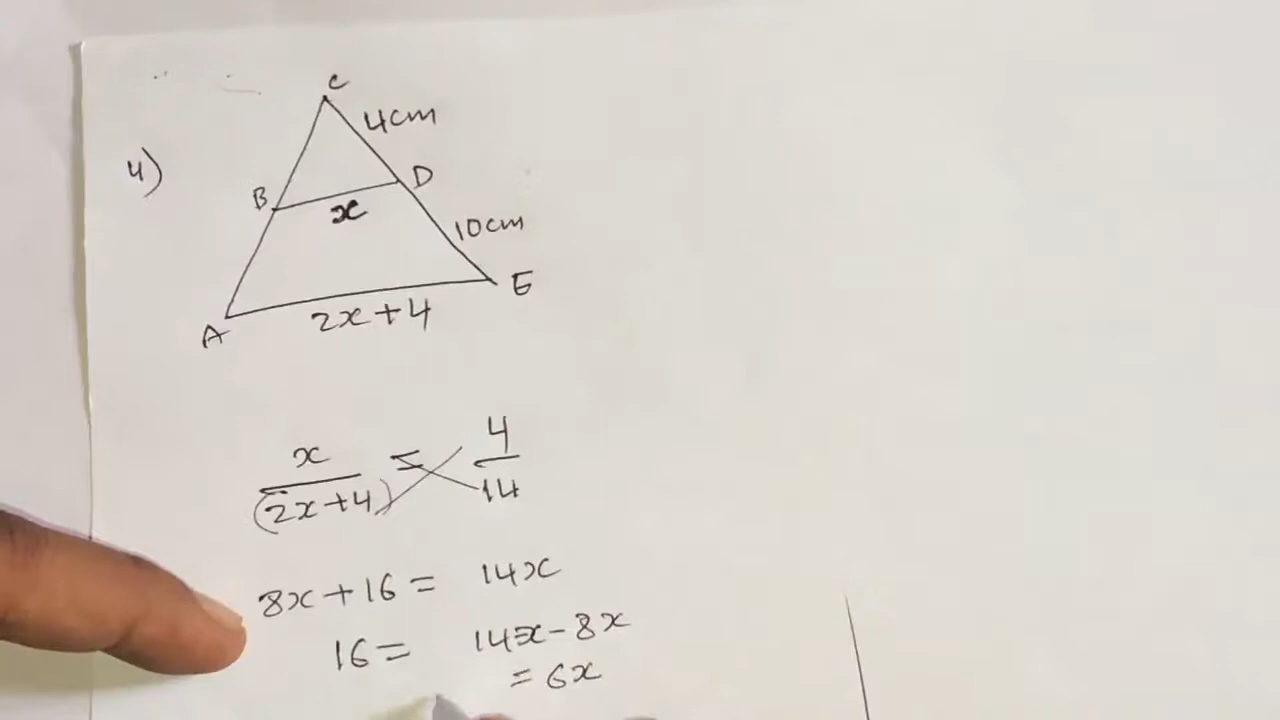 C
4cm
4)
D
B
x
10cm
E
2x+4
A
x/(2x+4) = 4/14
8x+16 = 14x
16 = 14x-8x
= 6x